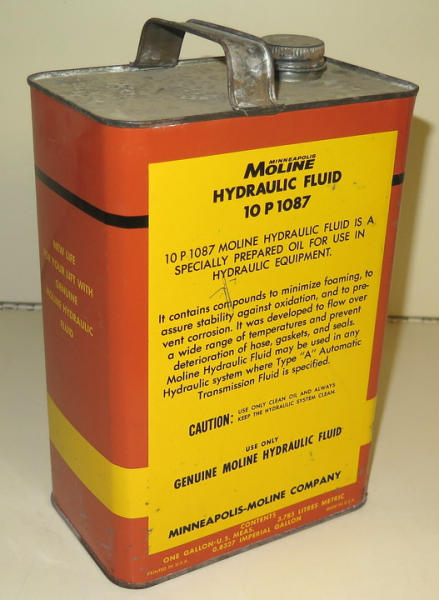 MINNEAPOLIS
MOLINE
HYDRAULIC FLUID
10 P 1087
10 P 1087 MOLINE HYDRAULIC FLUID IS A
SPECIALLY PREPARED OIL FOR USE IN
HYDRAULIC EQUIPMENT.
It contains compounds to minimize foaming, to
assure stability against oxidation, and to pre-
vent corrosion. It was developed to flow over
a wide range of temperatures and prevent
deterioration of hose, gaskets, and seals.
Moline Hydraulic Fluid may be used in any
Hydraulic system where Type "A" Automatic
Transmission Fluid is specified.
CAUTION: USE ONLY CLEAN OIL AND ALWAYS
KEEP THE HYDRAULIC SYSTEM CLEAN.
USE ONLY
GENUINE MOLINE HYDRAULIC FLUID
MINNEAPOLIS-MOLINE COMPANY
CONTENTS
ONE GALLON-U.S. MEAS. 3.785 LITRES METRIC
0.8327 IMPERIAL GALLON
PRINTED IN U.S.A.
MADE IN U.S.A.
NEW LIFE
FOR YOUR LIFT WITH
GENUINE
MOLINE HYDRAULIC
FLUID